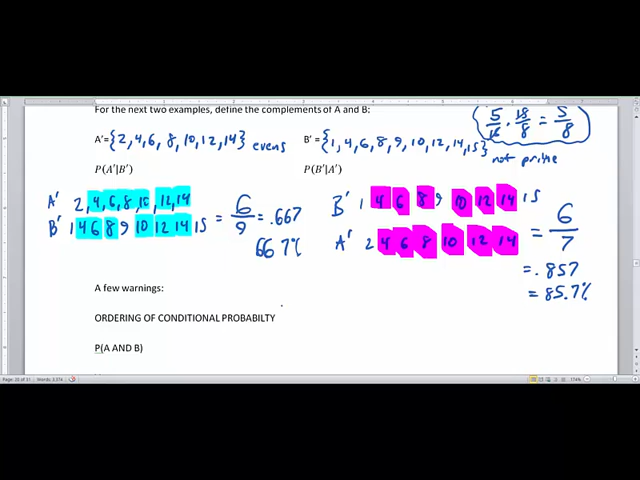 For the next two examples, define the complements of A and B:
5/16 · 16/8 = 5/8
A'={2,4,6,8,10,12,14} evens
B' = {1,4,6,8,9,10,12,14,15}
not prime
P(A'|B')
P(B'|A')
A' 2,4,6,8,10,12,14
B' 1 4 6 8 9 10 12 14 15
= 6/9 = .667
66.7%
B' 1 4 6 8 9 10 12 14 15
A' 2 4 6 8 10 12 14
= 6/7
= .857
= 85.7%
A few warnings:
ORDERING OF CONDITIONAL PROBABILTY
P(A AND B)